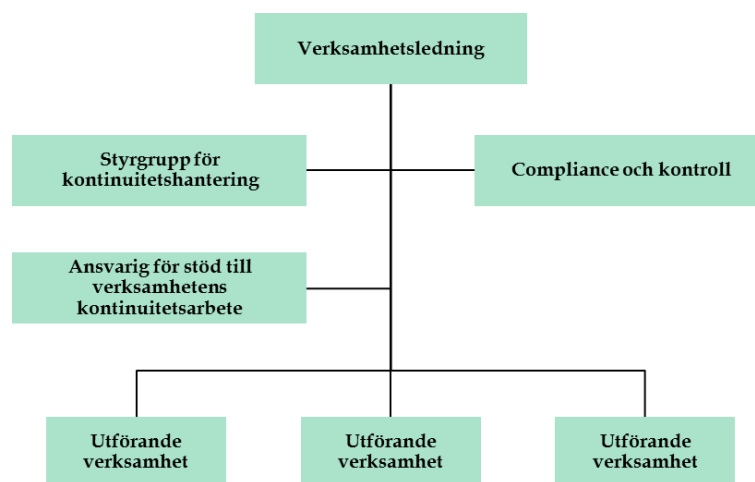 Verksamhetsledning
Styrgrupp för
kontinuitetshantering
Compliance och kontroll
Ansvarig för stöd till
verksamhetens
kontinuitetsarbete
Utförande
verksamhet
Utförande
verksamhet
Utförande
verksamhet